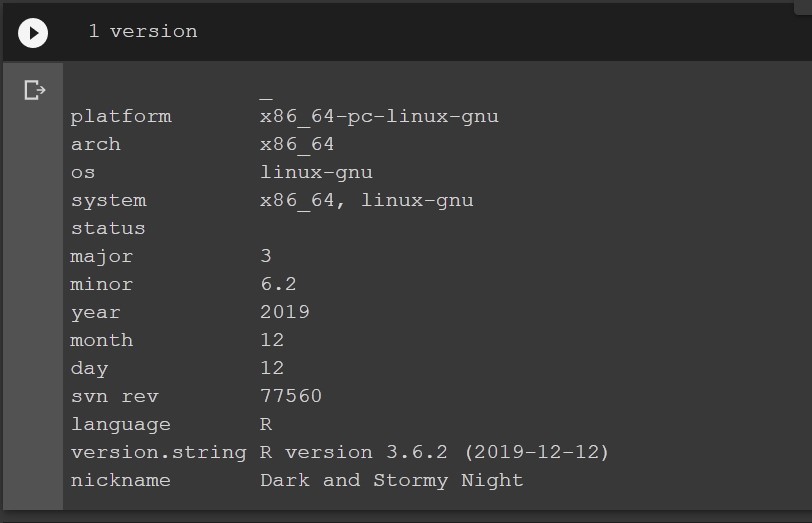 1 version
_
platform x86_64-pc-linux-gnu
arch x86_64
os linux-gnu
system x86_64, linux-gnu
status
major 3
minor 6.2
year 2019
month 12
day 12
svn rev 77560
language R
version.string R version 3.6.2 (2019-12-12)
nickname Dark and Stormy Night